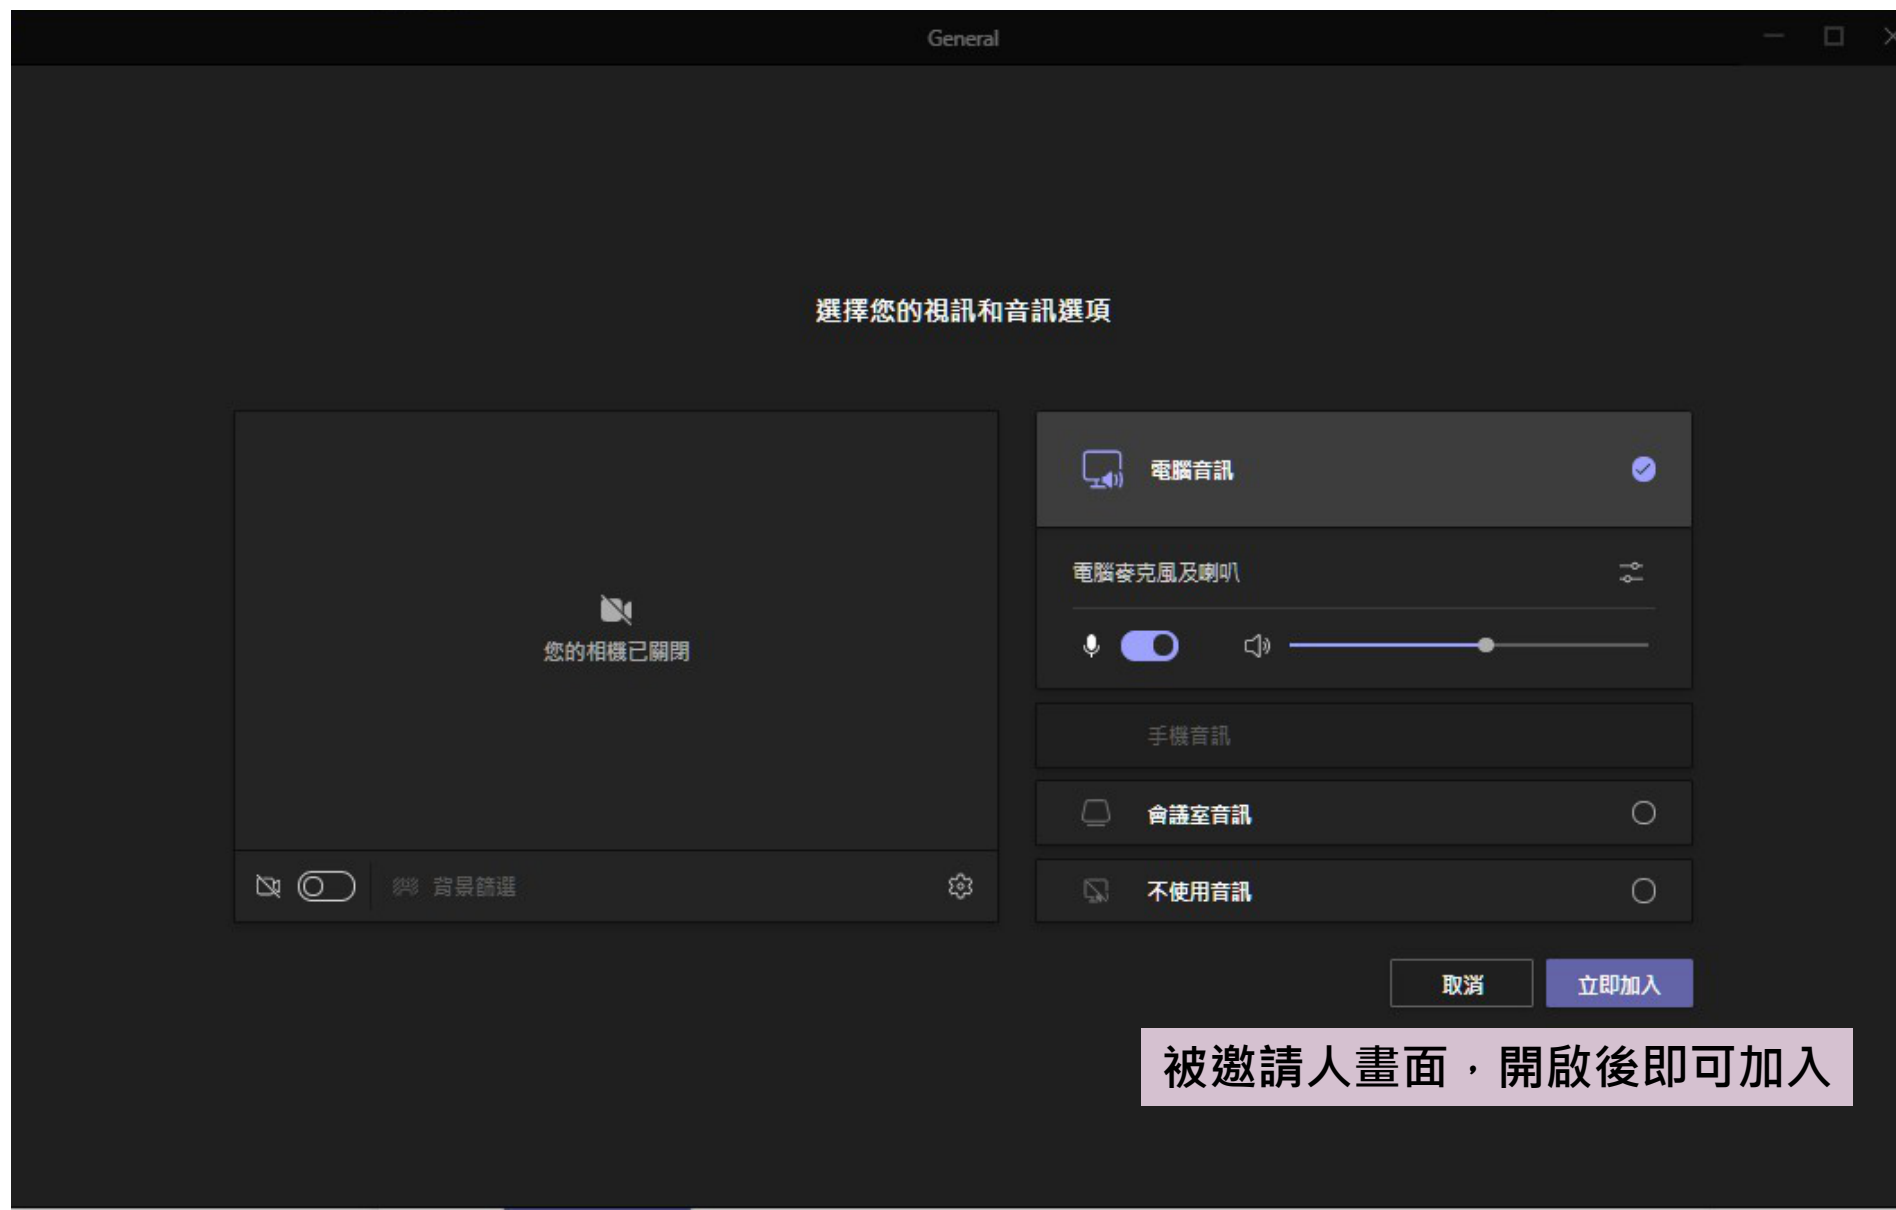 General
選擇您的視訊和音訊選項
您的相機已關閉
背景篩選
電腦音訊
電腦麥克風及喇叭
手機音訊
會議室音訊
不使用音訊
取消
立即加入
被邀請人畫面，開啟後即可加入